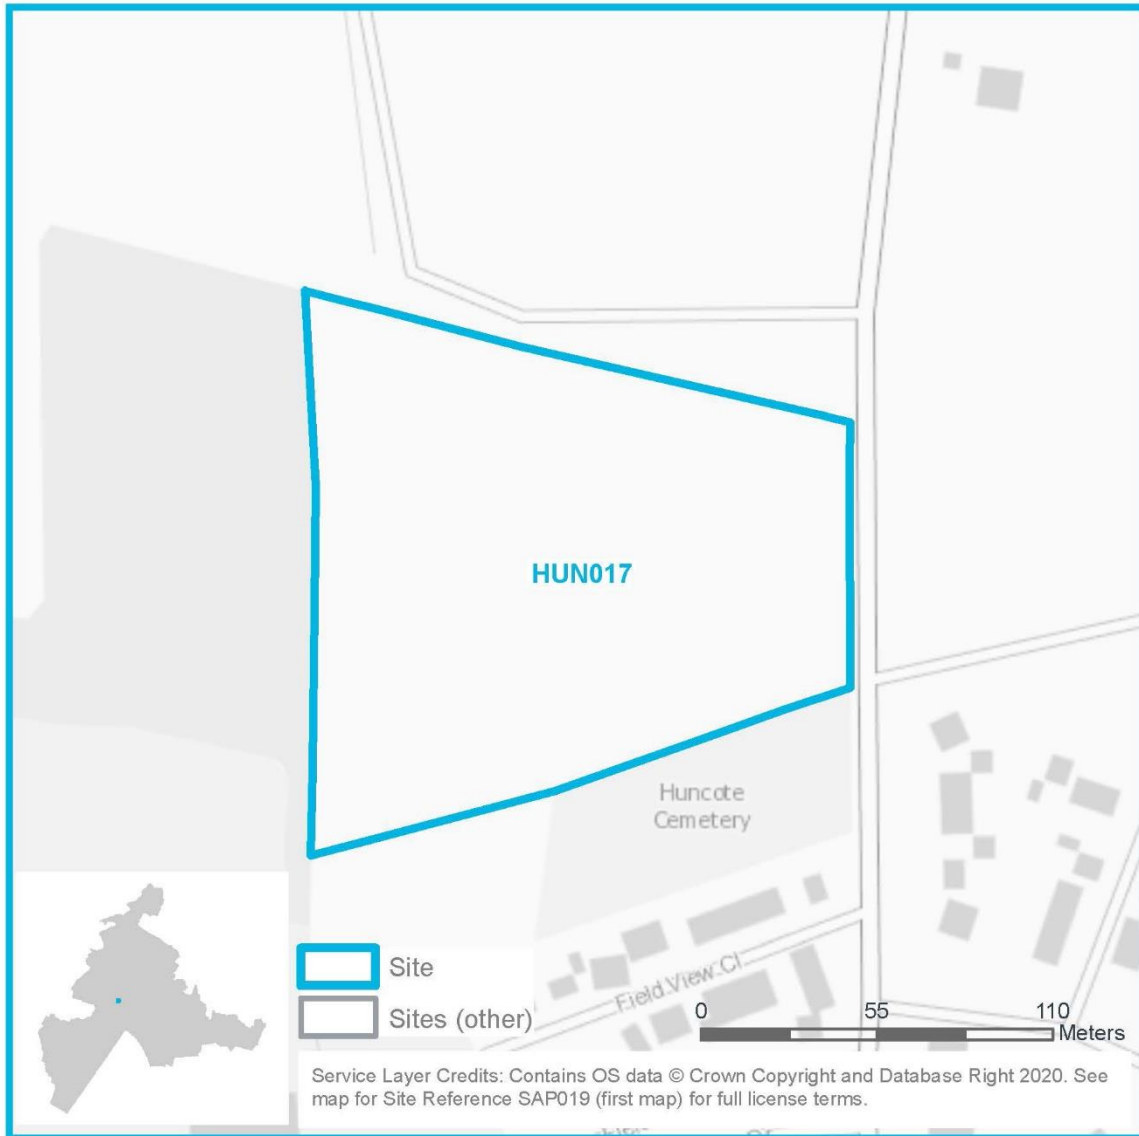 HUN017
Huncote
Cemetery
Field View Cl
Site
Sites (other)
0 55 110
Meters
Service Layer Credits: Contains OS data © Crown Copyright and Database Right 2020. See
map for Site Reference SAP019 (first map) for full license terms.